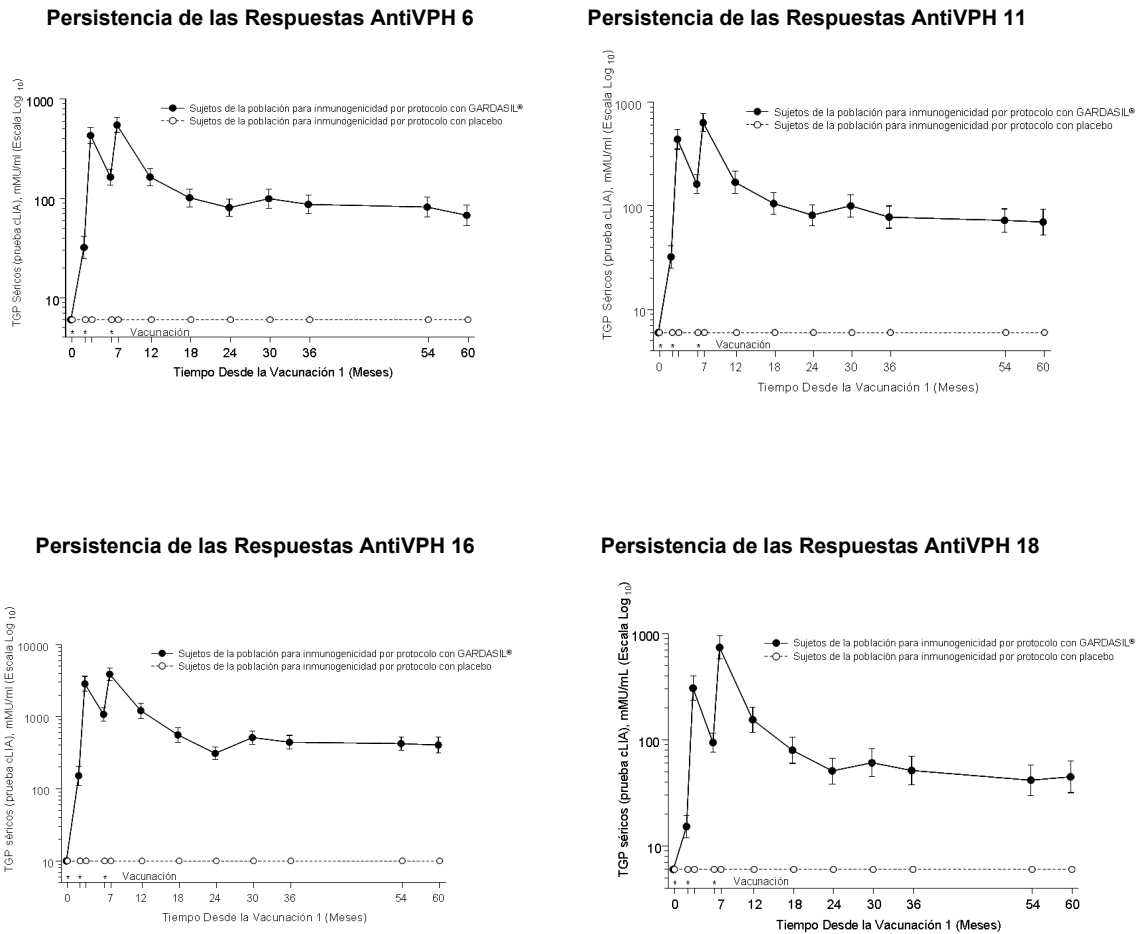 Persistencia de las Respuestas AntiVPH 6
TGP Séricos (prueba cLIA), mMU/ml (Escala Log 10)
1000
100
10
Sujetos de la población para inmunogenicidad por protocolo con GARDASIL®
Sujetos de la población para inmunogenicidad por protocolo con placebo
* * * Vacunación
0 7 12 18 24 30 36 54 60
Tiempo Desde la Vacunación 1 (Meses)
Persistencia de las Respuestas AntiVPH 11
TGP Séricos (prueba cLIA), mMU/ml (Escala Log 10)
1000
100
10
Sujetos de la población para inmunogenicidad por protocolo con GARDASIL®
Sujetos de la población para inmunogenicidad por protocolo con placebo
* * * Vacunación
0 7 12 18 24 30 36 54 60
Tiempo Desde la Vacunación 1 (Meses)
Persistencia de las Respuestas AntiVPH 16
TGP séricos (prueba cLIA), mMU/ml (Escala Log 10)
10000
1000
100
10
Sujetos de la población para inmunogenicidad por protocolo con GARDASIL®
Sujetos de la población para inmunogenicidad por protocolo con placebo
* * * Vacunación
0 7 12 18 24 30 36 54 60
Tiempo Desde la Vacunación 1 (Meses)
Persistencia de las Respuestas AntiVPH 18
TGP séricos (prueba cLIA), mMU/mL (Escala Log 10)
1000
100
10
Sujetos de la población para inmunogenicidad por protocolo con GARDASIL®
Sujetos de la población para inmunogenicidad por protocolo con placebo
* * * Vacunación
0 7 12 18 24 30 36 54 60
Tiempo Desde la Vacunación 1 (Meses)